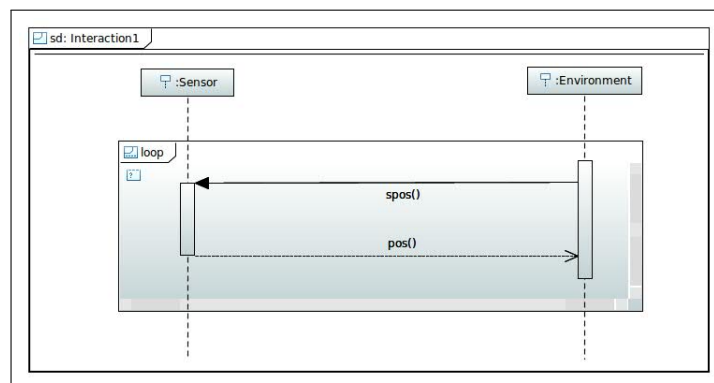 sd: Interaction1
:Sensor
:Environment
loop
spos()
pos()